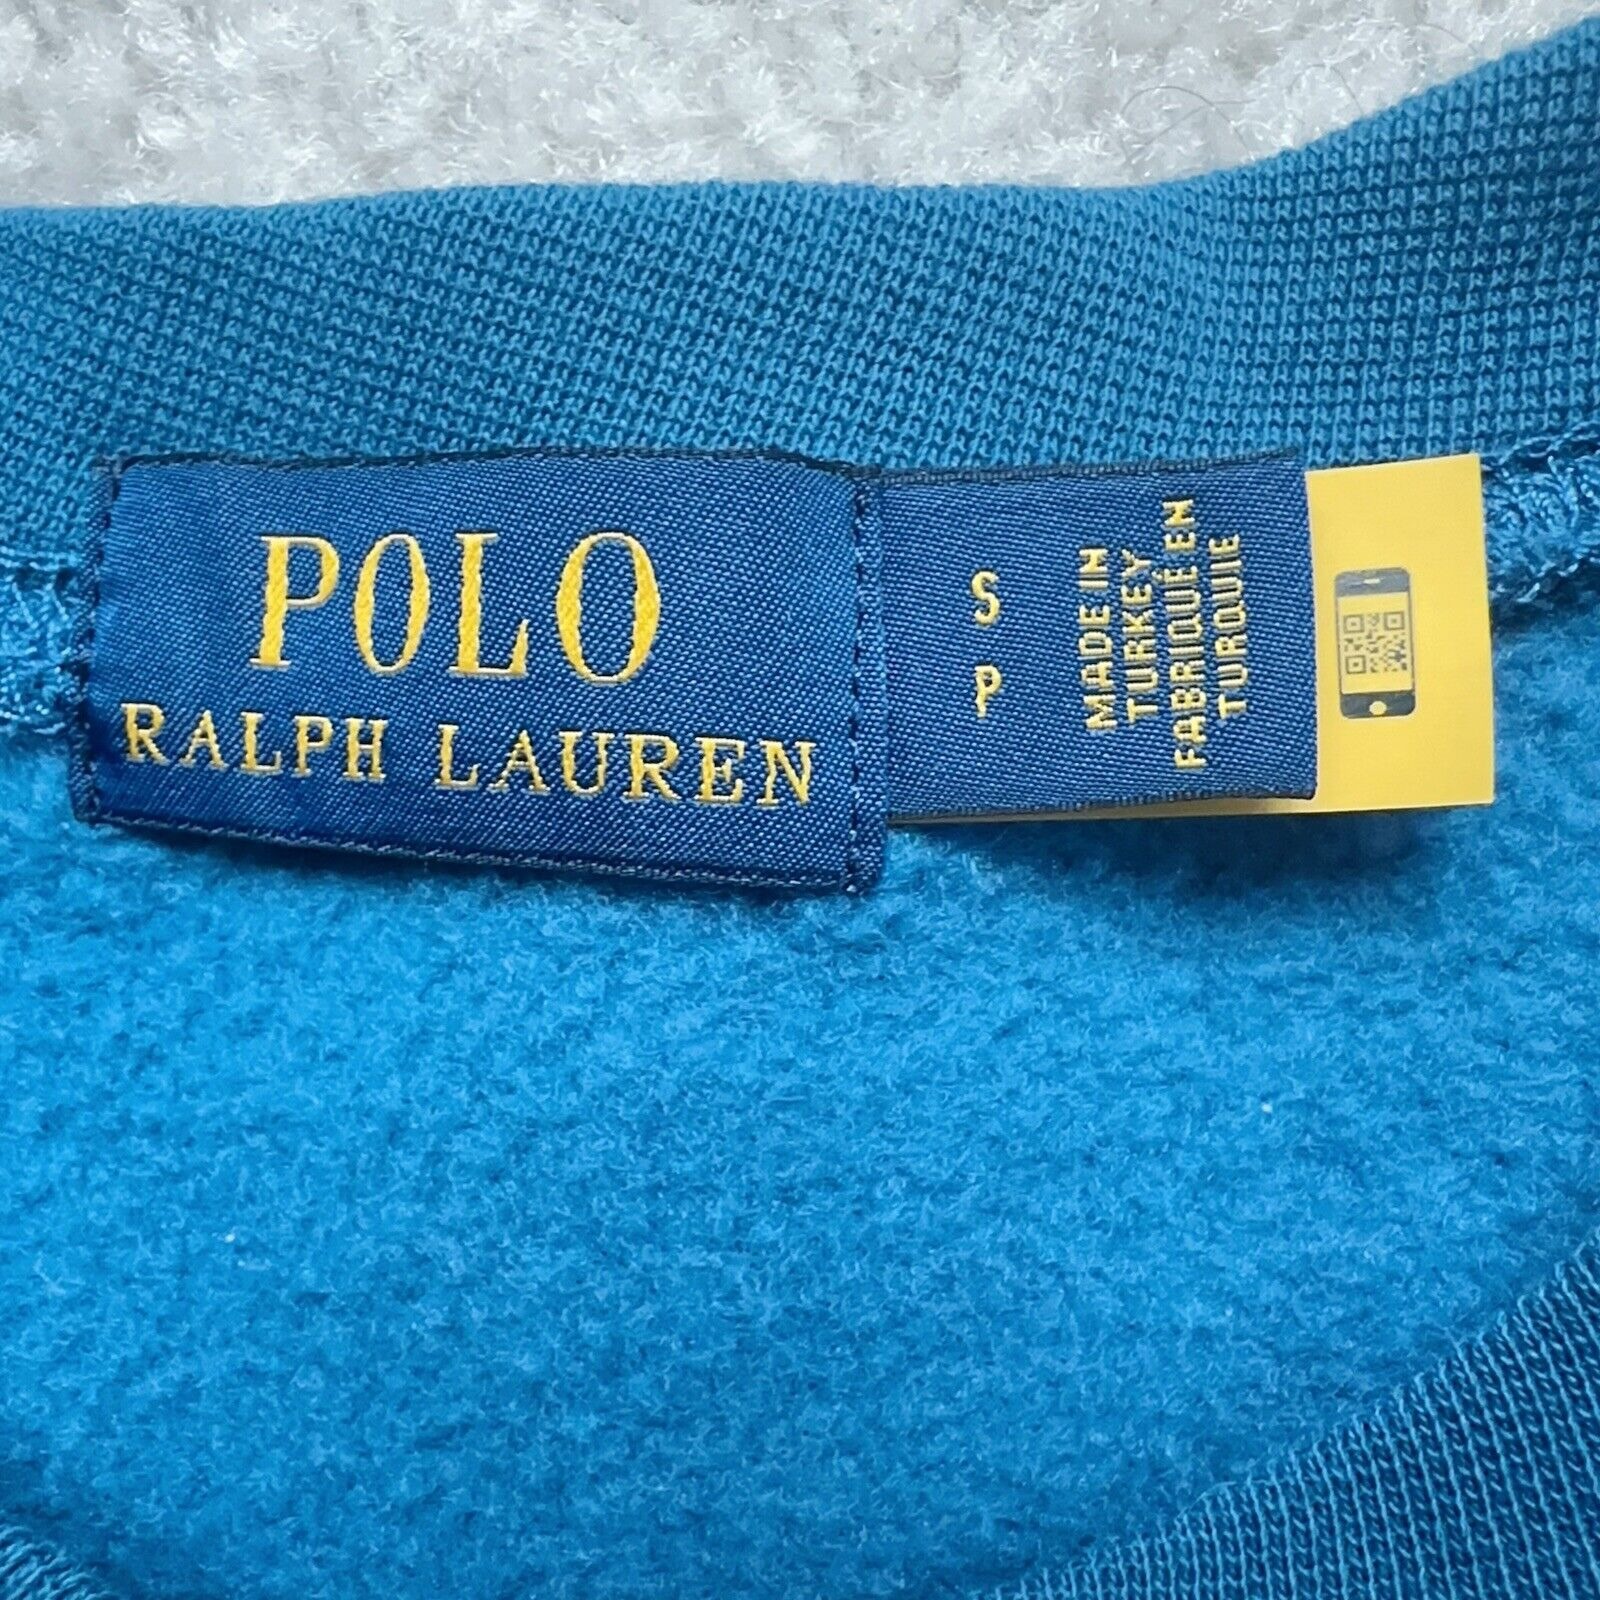 POLO
RALPH LAUREN
S
P
MADE IN
TURKEY
FABRIQUÉ EN
TURQUIE